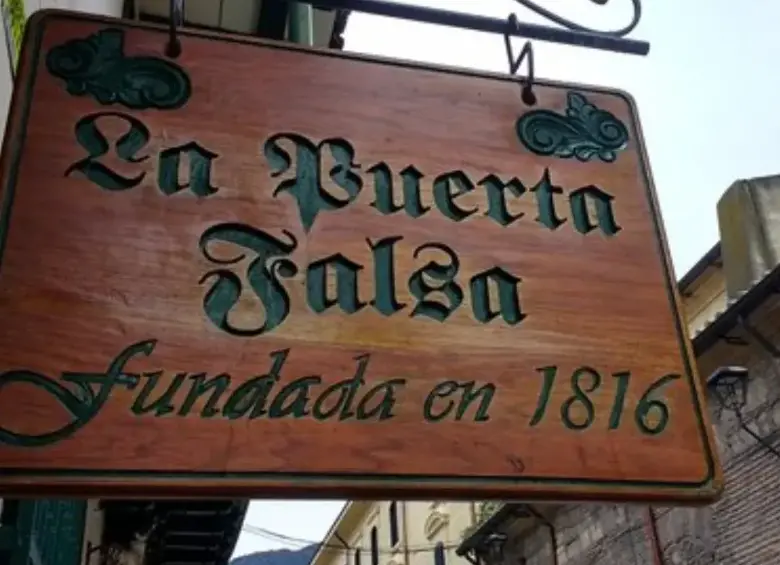 La Puerta
Falsa
Fundada en 1816